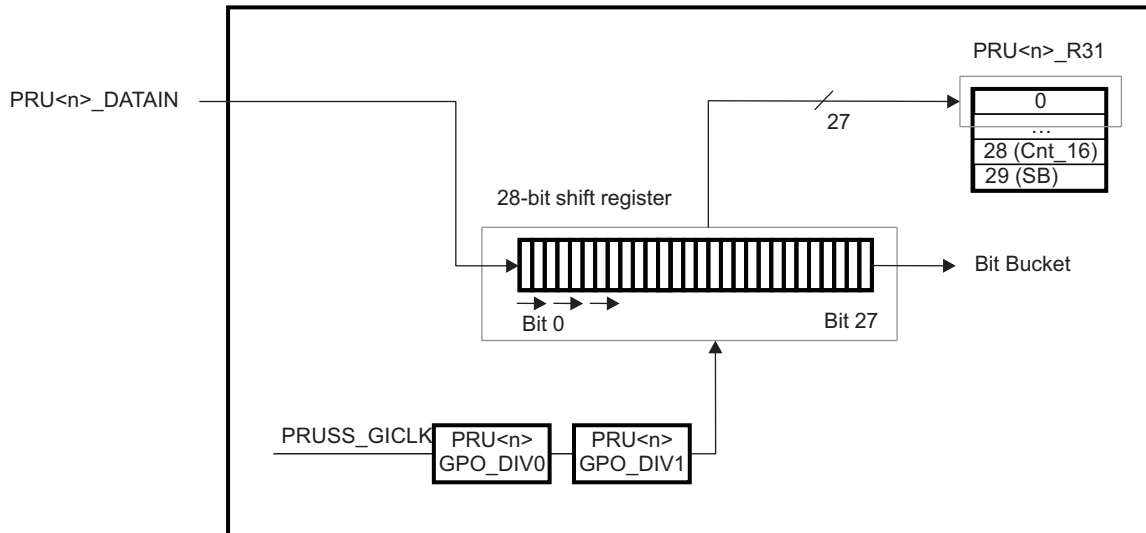 PRU<n>_R31
PRU<n>_DATAIN
0
27
...
28 (Cnt_16)
29 (SB)
28-bit shift register
Bit Bucket
Bit 0
Bit 27
PRUSS_GICLK
PRU<n>
GPO_DIV0
PRU<n>
GPO_DIV1